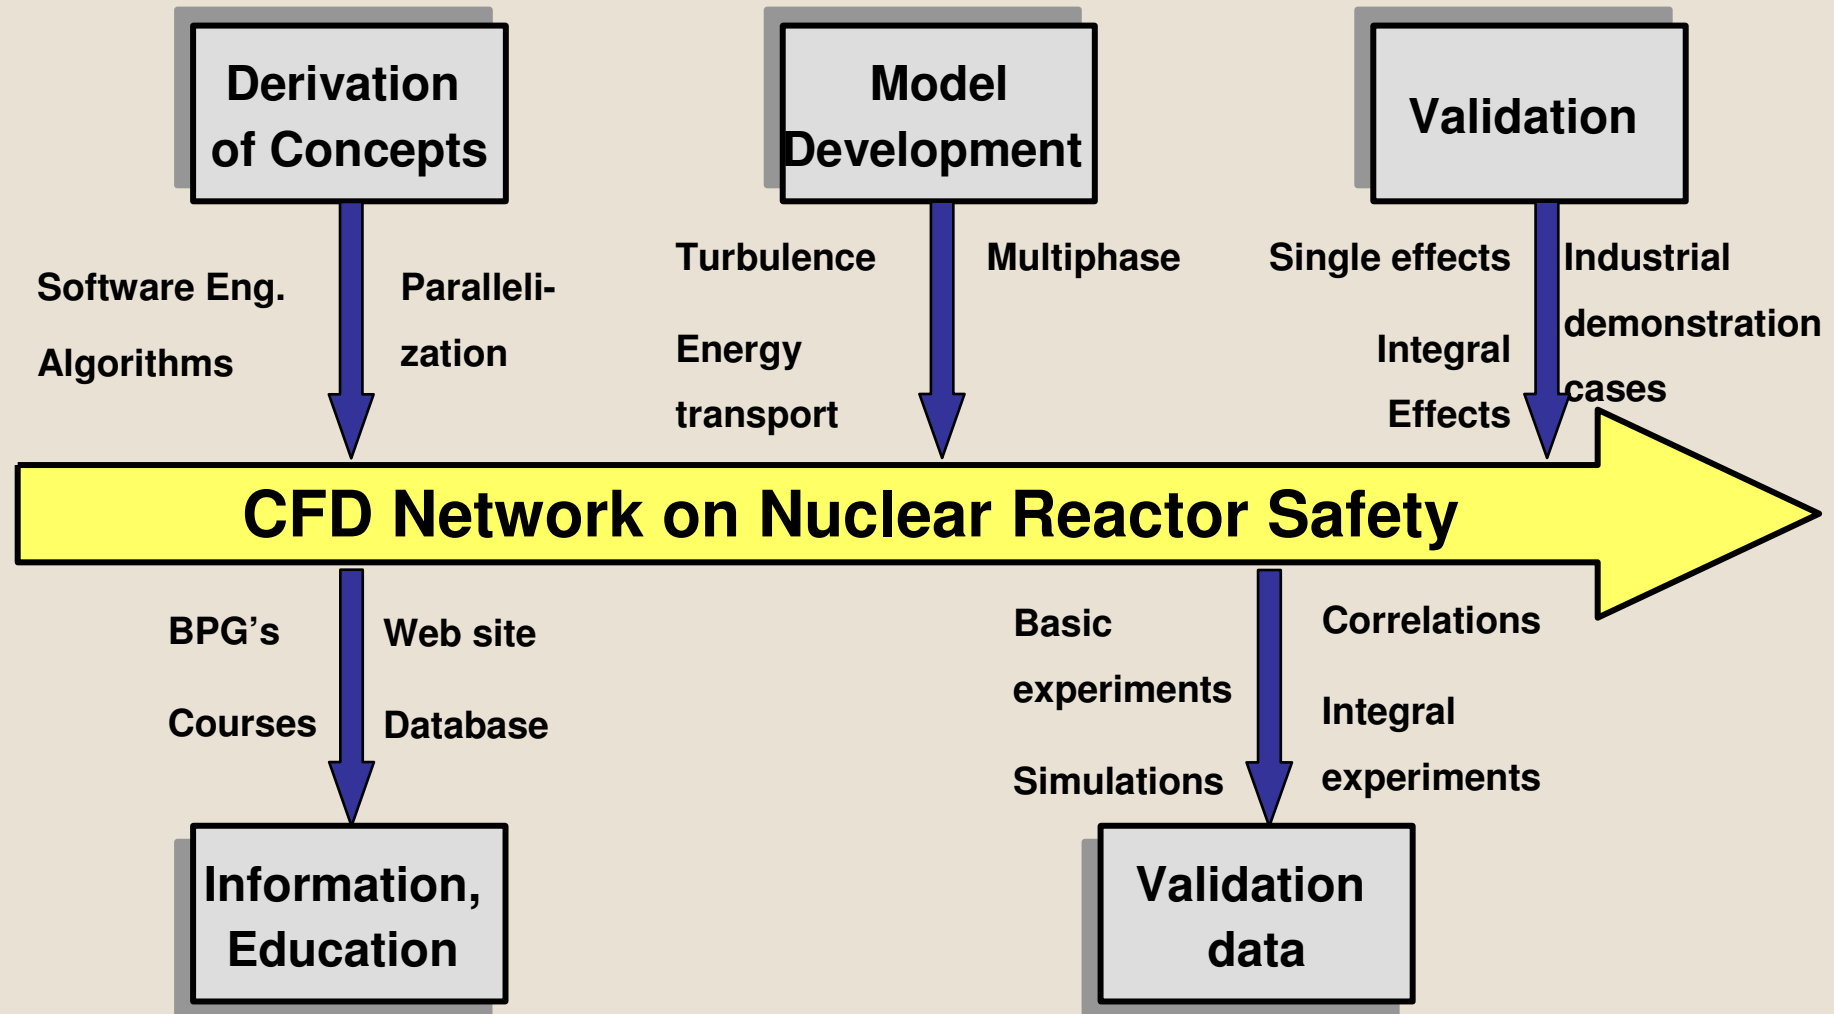 Derivation
of Concepts
Model
Development
Validation
Software Eng.
Algorithms
Paralleli-
zation
Turbulence
Energy
transport
Multiphase
Single effects
Integral
Effects
Industrial
demonstration
cases
CFD Network on Nuclear Reactor Safety
BPG’s
Courses
Web site
Database
Basic
experiments
Simulations
Correlations
Integral
experiments
Information,
Education
Validation
data